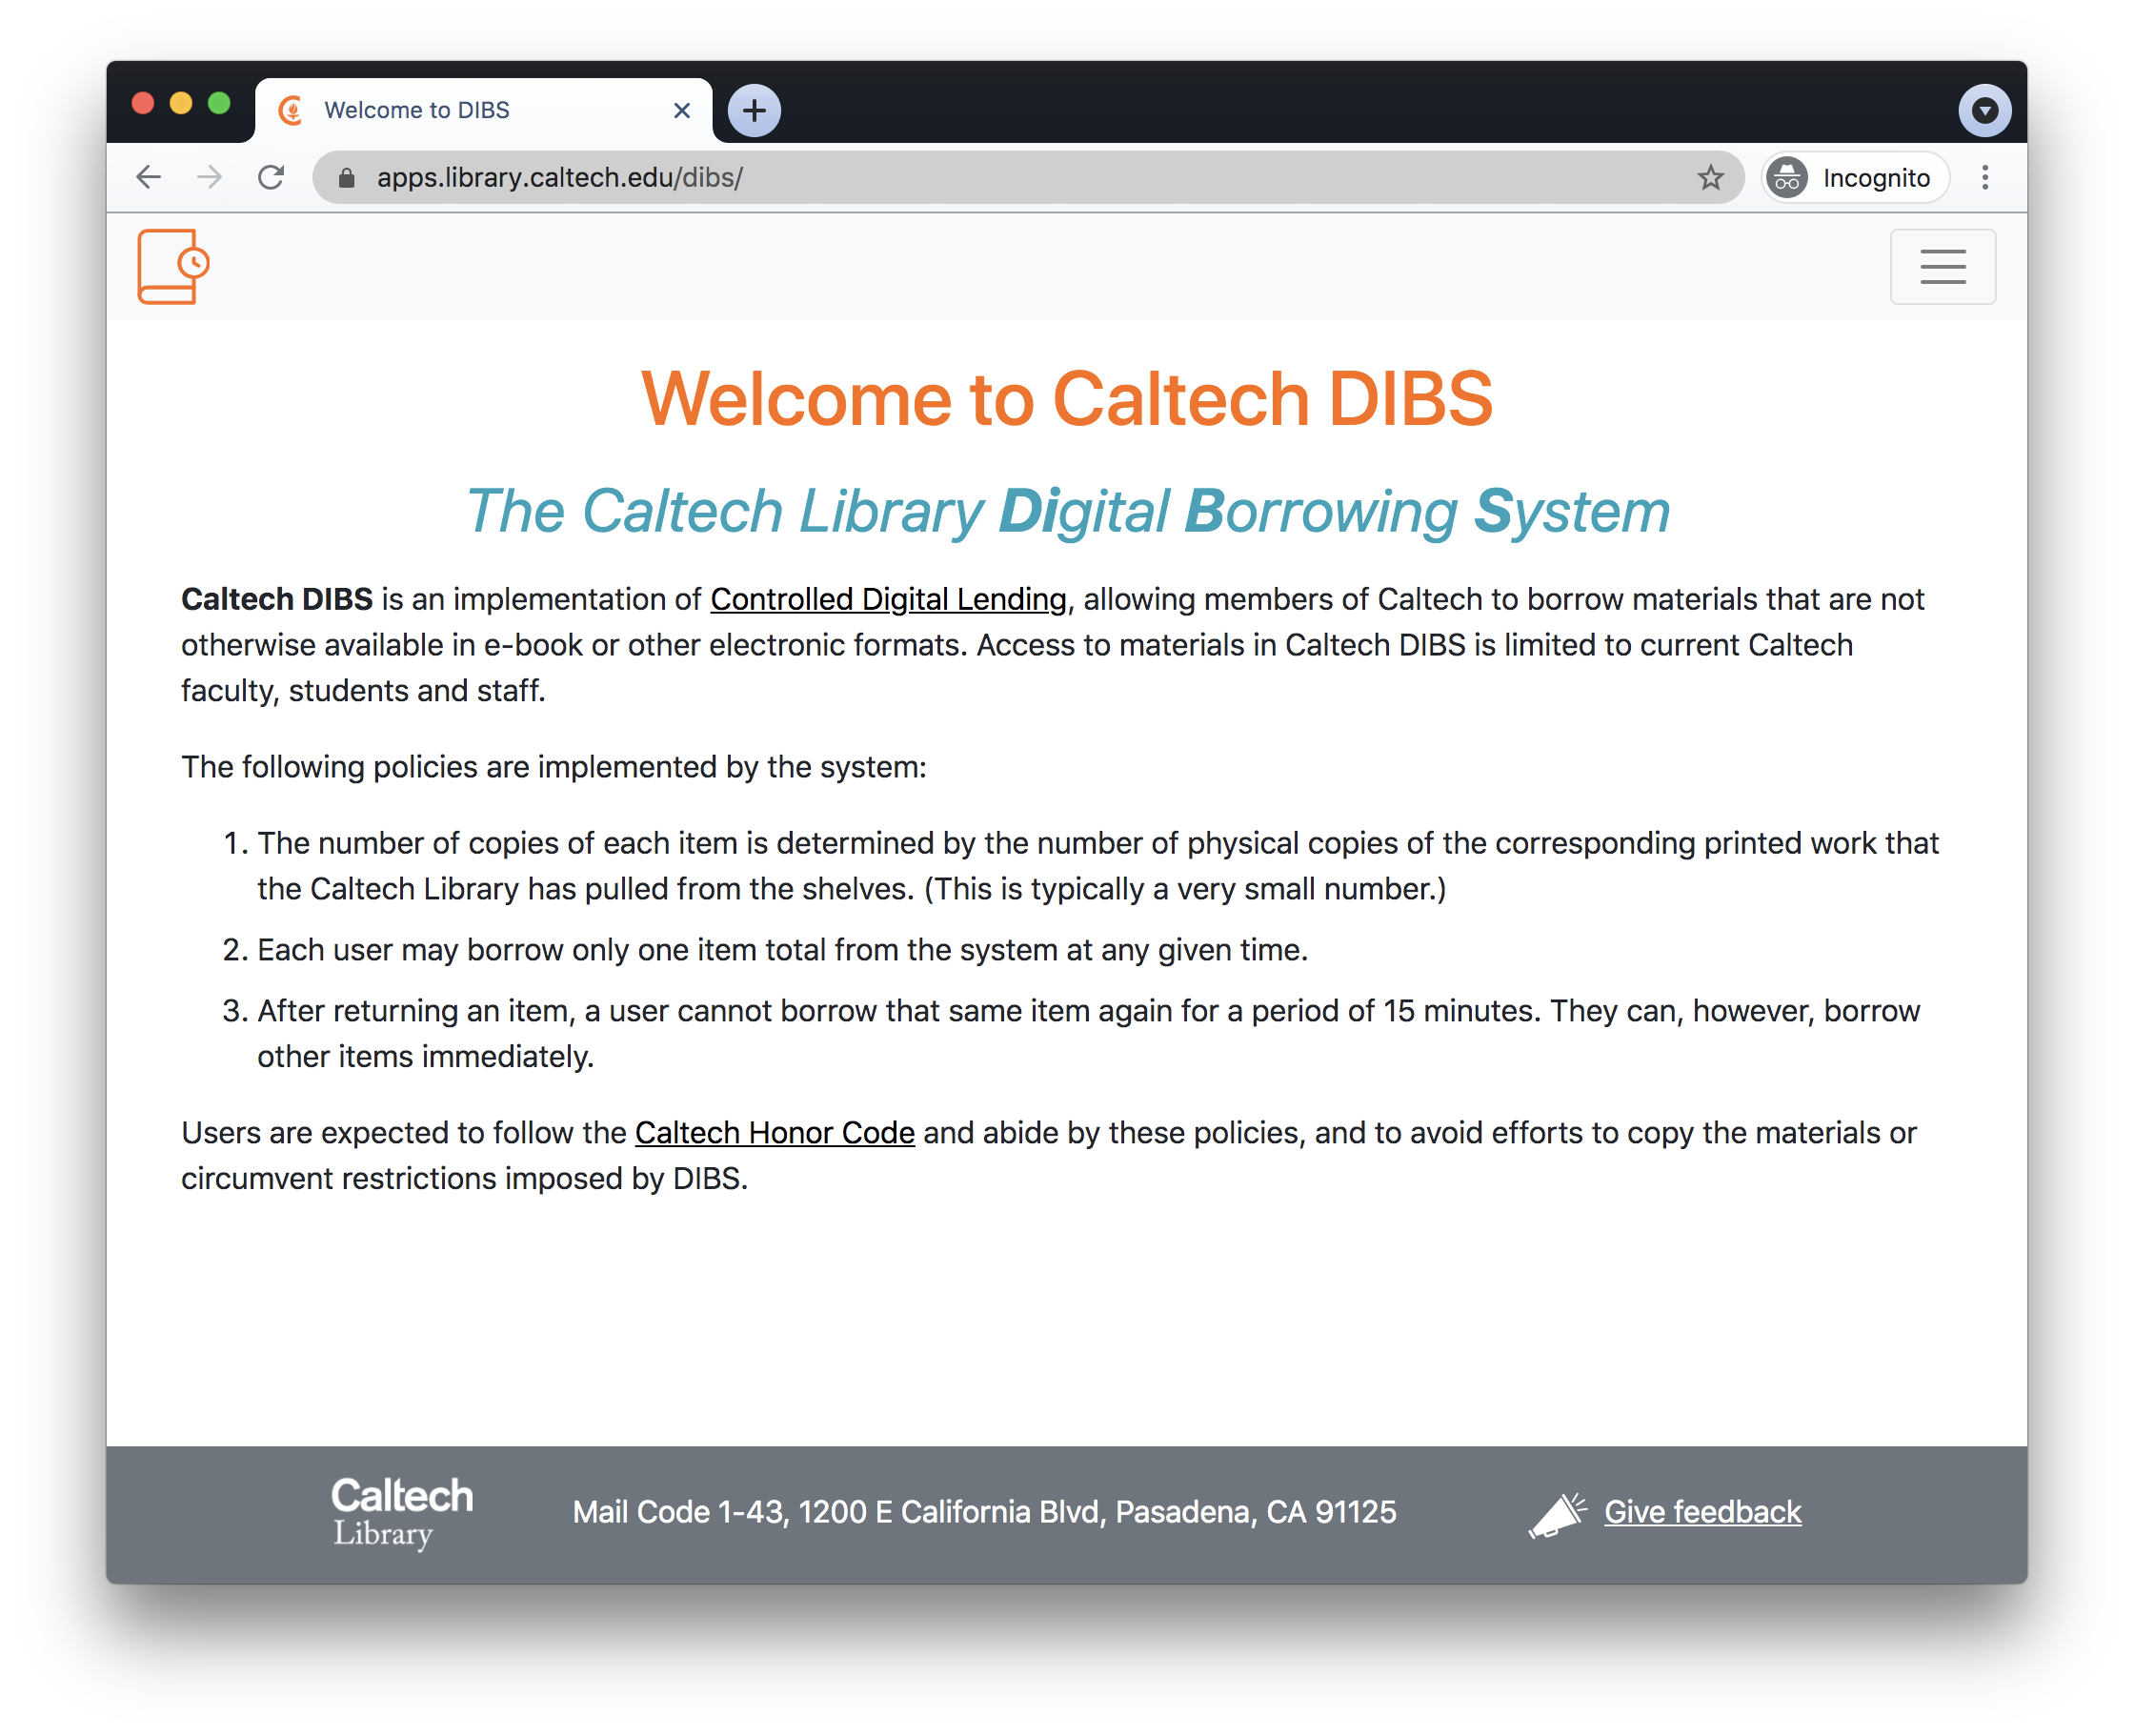 Welcome to DIBS
apps.library.caltech.edu/dibs/
Incognito
Welcome to Caltech DIBS
The Caltech Library Digital Borrowing System
Caltech DIBS is an implementation of Controlled Digital Lending, allowing members of Caltech to borrow materials that are not
otherwise available in e-book or other electronic formats. Access to materials in Caltech DIBS is limited to current Caltech
faculty, students and staff.
The following policies are implemented by the system:
1. The number of copies of each item is determined by the number of physical copies of the corresponding printed work that
the Caltech Library has pulled from the shelves. (This is typically a very small number.)
2. Each user may borrow only one item total from the system at any given time.
3. After returning an item, a user cannot borrow that same item again for a period of 15 minutes. They can, however, borrow
other items immediately.
Users are expected to follow the Caltech Honor Code and abide by these policies, and to avoid efforts to copy the materials or
circumvent restrictions imposed by DIBS.
Caltech
Library
Mail Code 1-43, 1200 E California Blvd, Pasadena, CA 91125
Give feedback